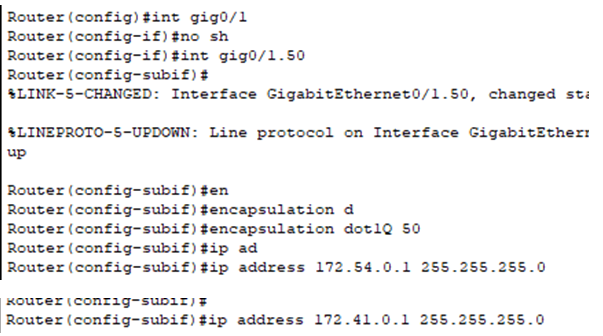 Router(config)#int gig0/1
Router(config-if)#no sh
Router(config-if)#int gig0/1.50
Router(config-subif)#
%LINK-5-CHANGED: Interface GigabitEthernet0/1.50, changed sta
%LINEPROTO-5-UPDOWN: Line protocol on Interface GigabitEther
up
Router(config-subif)#en
Router(config-subif)#encapsulation d
Router(config-subif)#encapsulation dot1Q 50
Router(config-subif)#ip ad
Router(config-subif)#ip address 172.54.0.1 255.255.255.0
Router(config-subif)#
Router(config-subif)#ip address 172.41.0.1 255.255.255.0